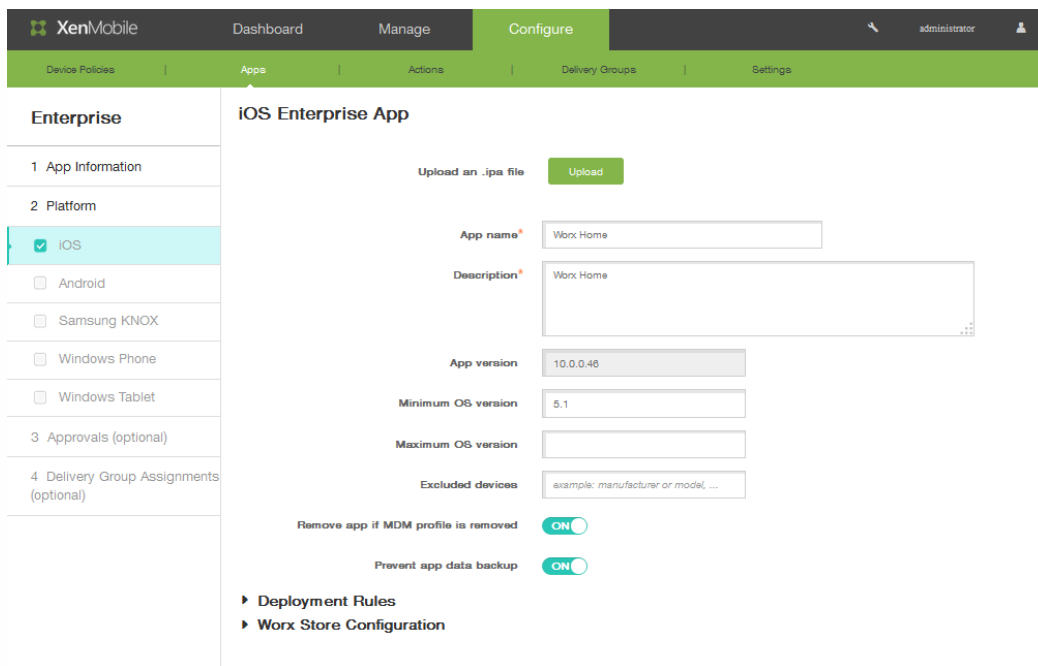 XenMobile Dashboard Manage Configure administrator
Device Policies | Apps | Actions | Delivery Groups | Settings
Enterprise
1 App Information
2 Platform
iOS
Android
Samsung KNOX
Windows Phone
Windows Tablet
3 Approvals (optional)
4 Delivery Group Assignments
(optional)
iOS Enterprise App
Upload an .ipa file Upload
App name* Worx Home
Description* Worx Home
App version 10.0.0.46
Minimum OS version 5.1
Maximum OS version
Excluded devices example: manufacturer or model, ...
Remove app if MDM profile is removed ON
Prevent app data backup ON
Deployment Rules
Worx Store Configuration